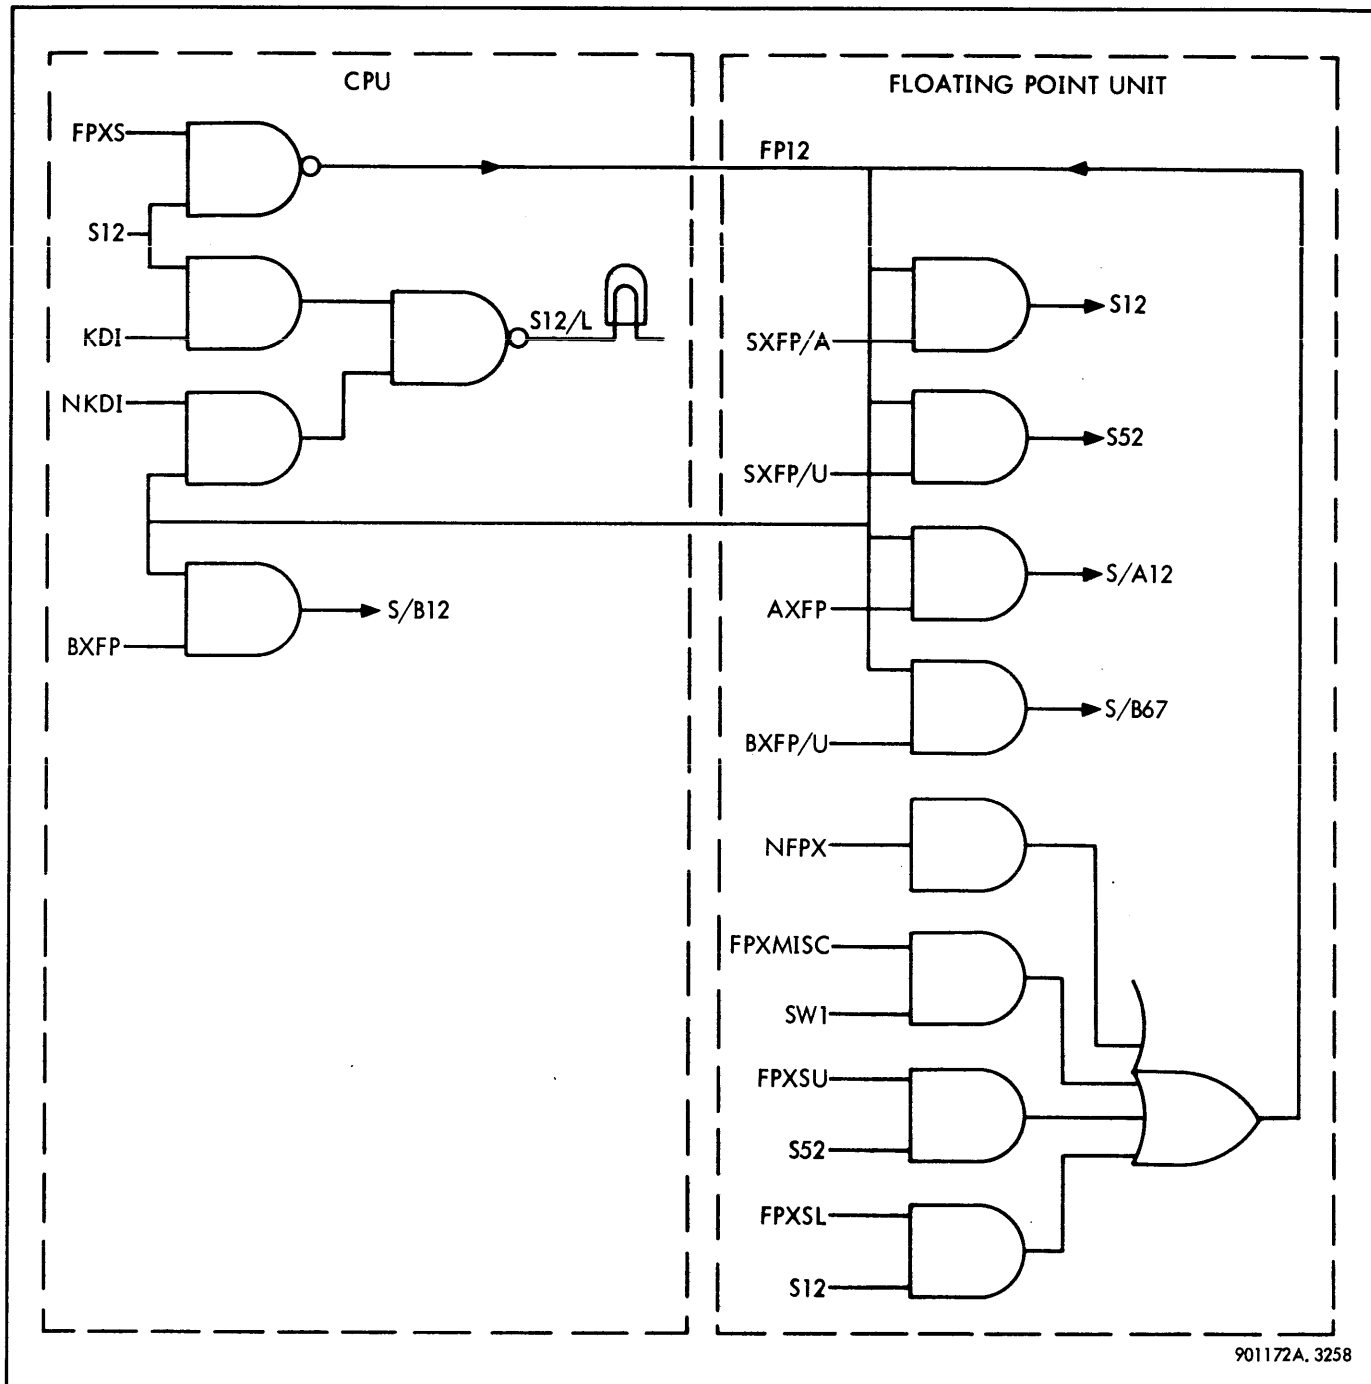 CPU
FLOATING POINT UNIT
FPXS
FP12
S12
S12
KDI
S12/L
SXFP/A
NKDI
S52
SXFP/U
S/A12
AXFP
S/B12
BXFP
S/B67
BXFP/U
NFPX
FPXMISC
SW1
FPXSU
S52
FPXSL
S12
901172A. 3258